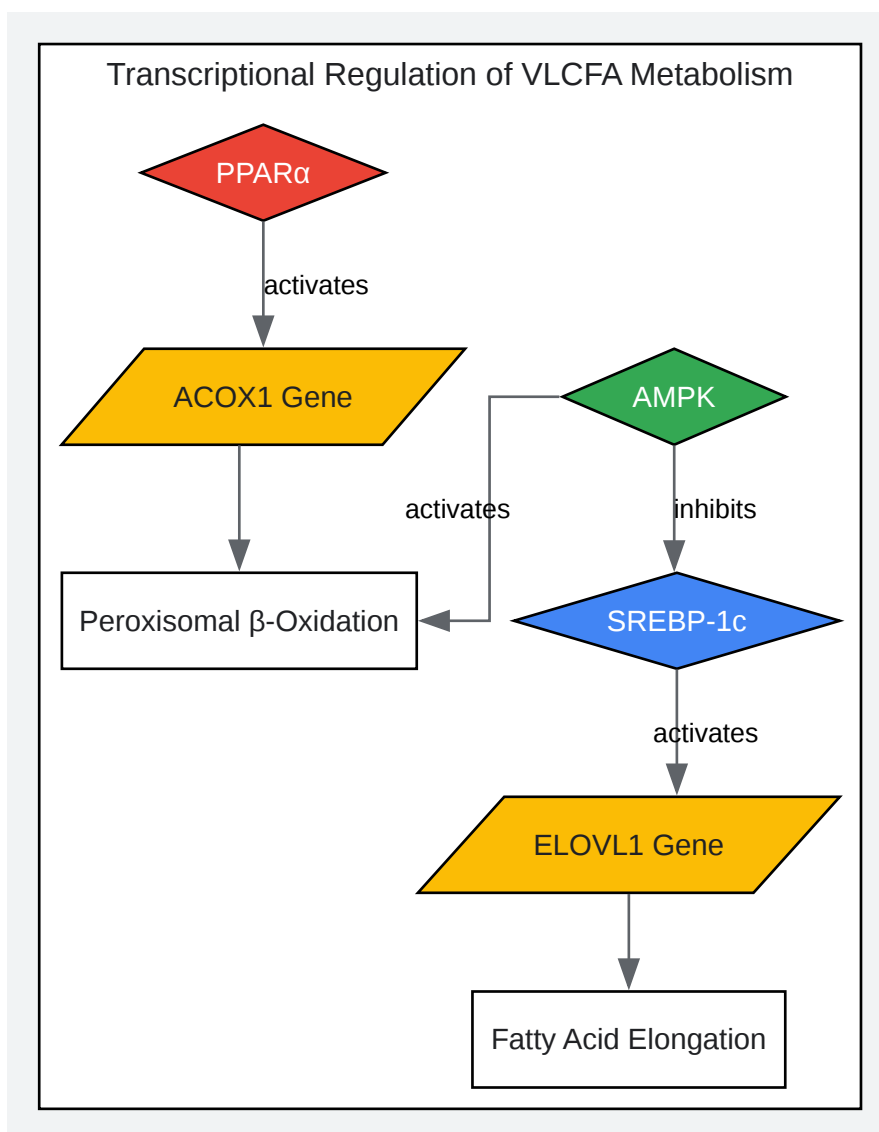 Transcriptional Regulation of VLCFA Metabolism
PPARα
activates
ACOX1 Gene
AMPK
activates
inhibits
Peroxisomal β-Oxidation
SREBP-1c
activates
ELOVL1 Gene
Fatty Acid Elongation